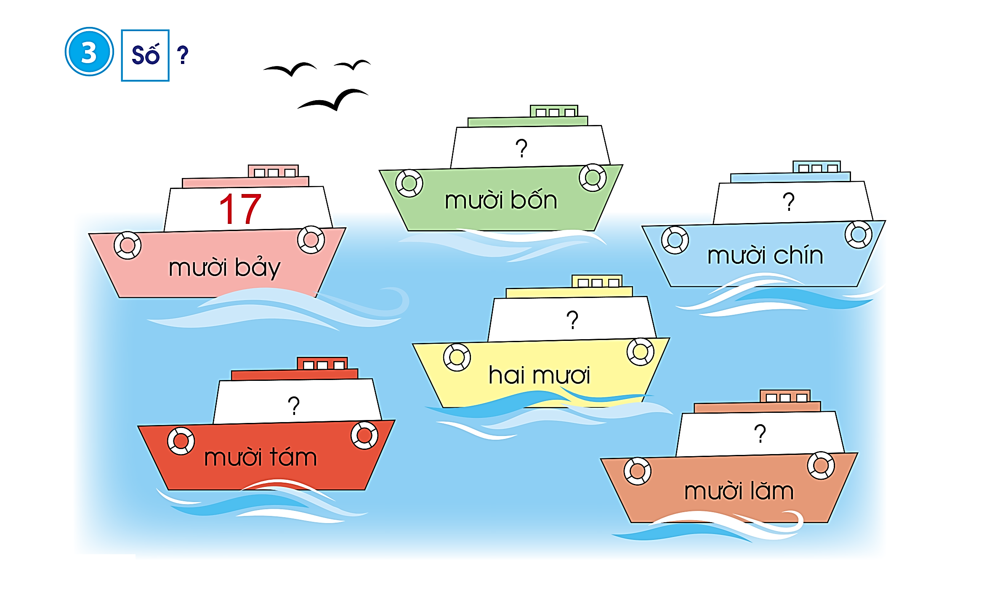 3 Số ?
?
mười bốn
17
mười bảy
?
mười chín
?
hai mươi
?
mười tám
?
mười lăm